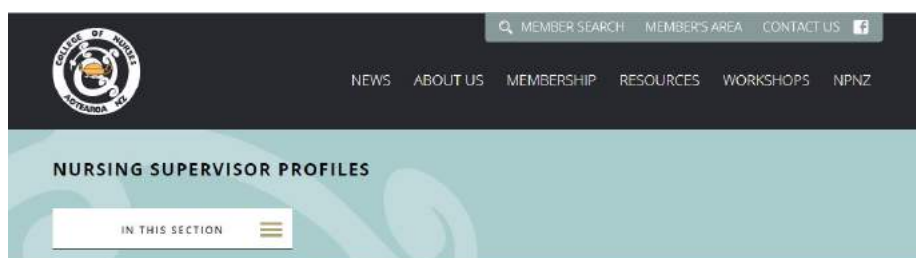 MEMBER SEARCH MEMBER'S AREA CONTACT US f
COLLEGE OF NURSES
AOTEAROA NZ
NEWS ABOUT US MEMBERSHIP RESOURCES WORKSHOPS NPNZ
NURSING SUPERVISOR PROFILES
IN THIS SECTION